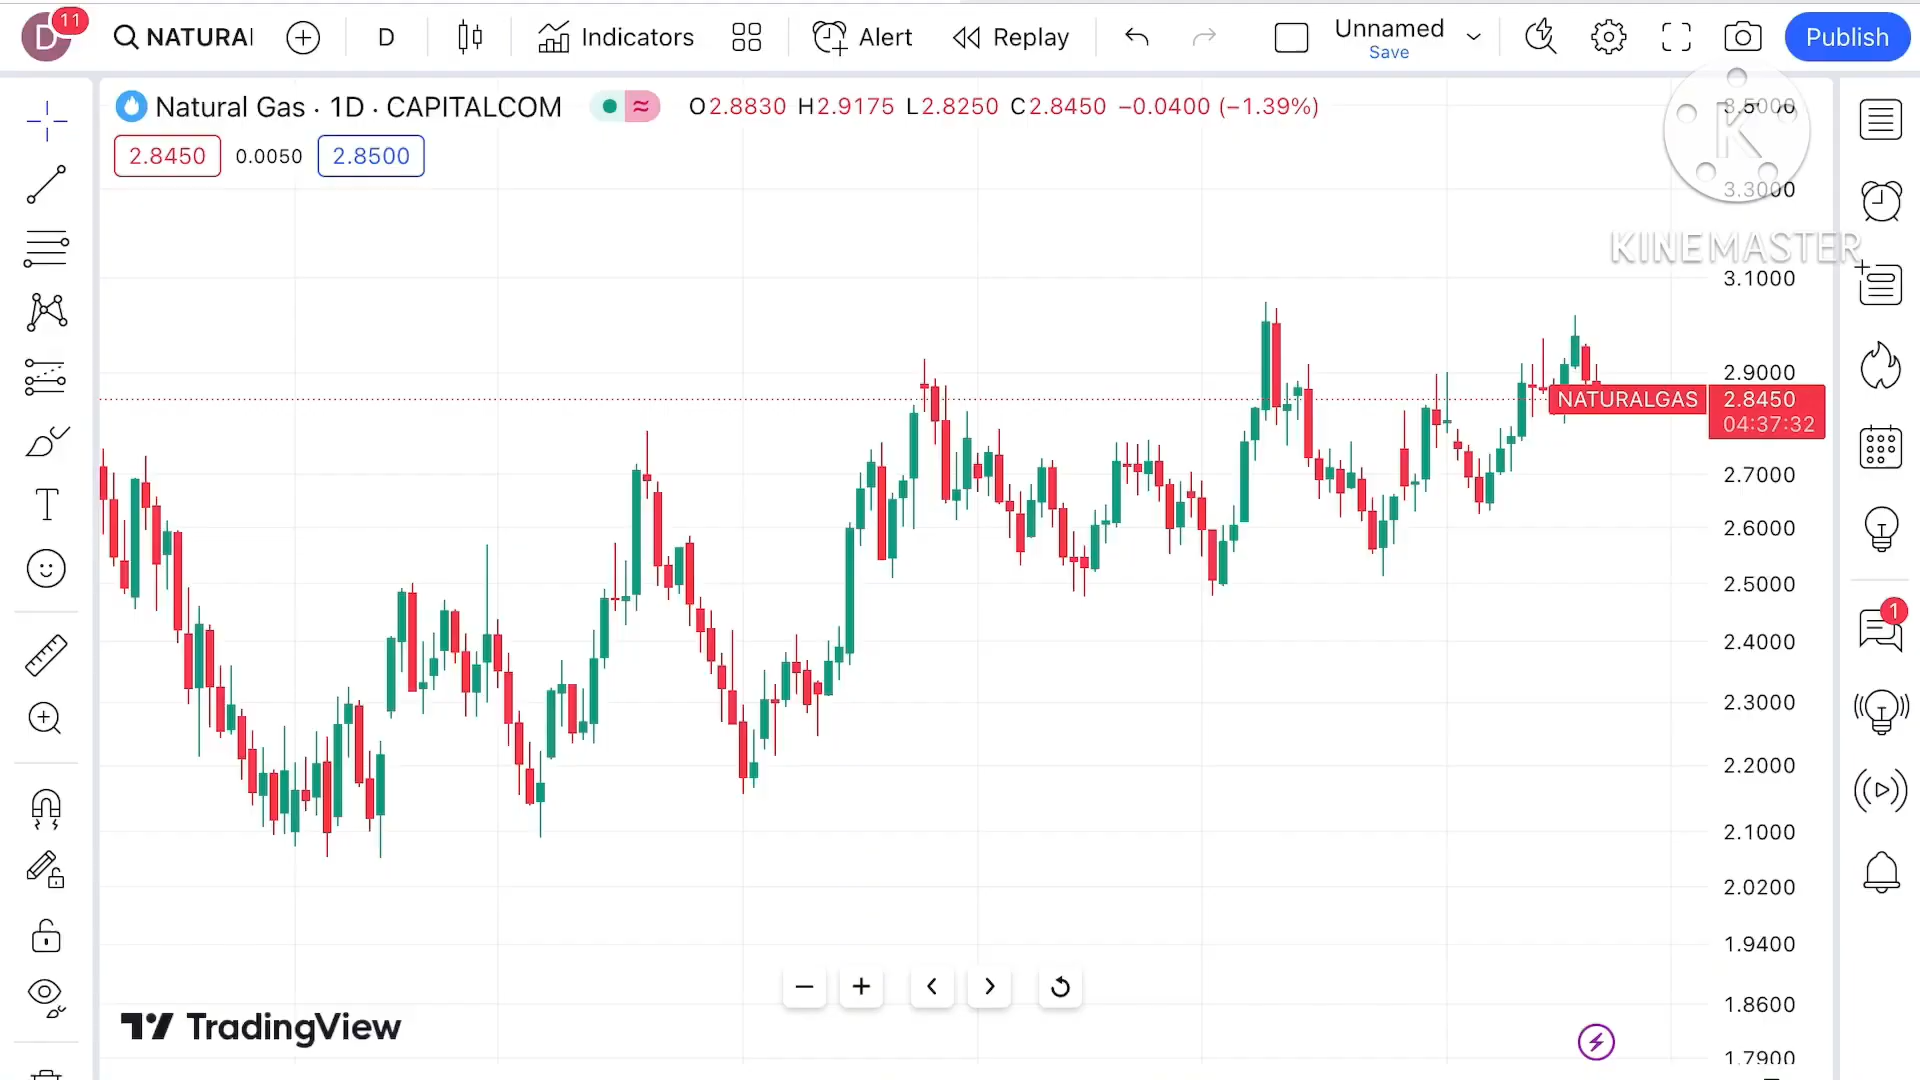 D
11
NATURAL
D
Indicators
Alert
Replay
Unnamed
Save
Publish
Natural Gas · 1D · CAPITALCOM
≈
O2.8830 H2.9175 L2.8250 C2.8450 −0.0400 (−1.39%)
2.8450
0.0050
2.8500
K
KINEMASTER
3.5000
3.3000
3.1000
2.9000
NATURALGAS
2.8450
04:37:32
2.7000
2.6000
2.5000
2.4000
2.3000
2.2000
2.1000
2.0200
1.9400
1.8600
1.7900
1
TradingView